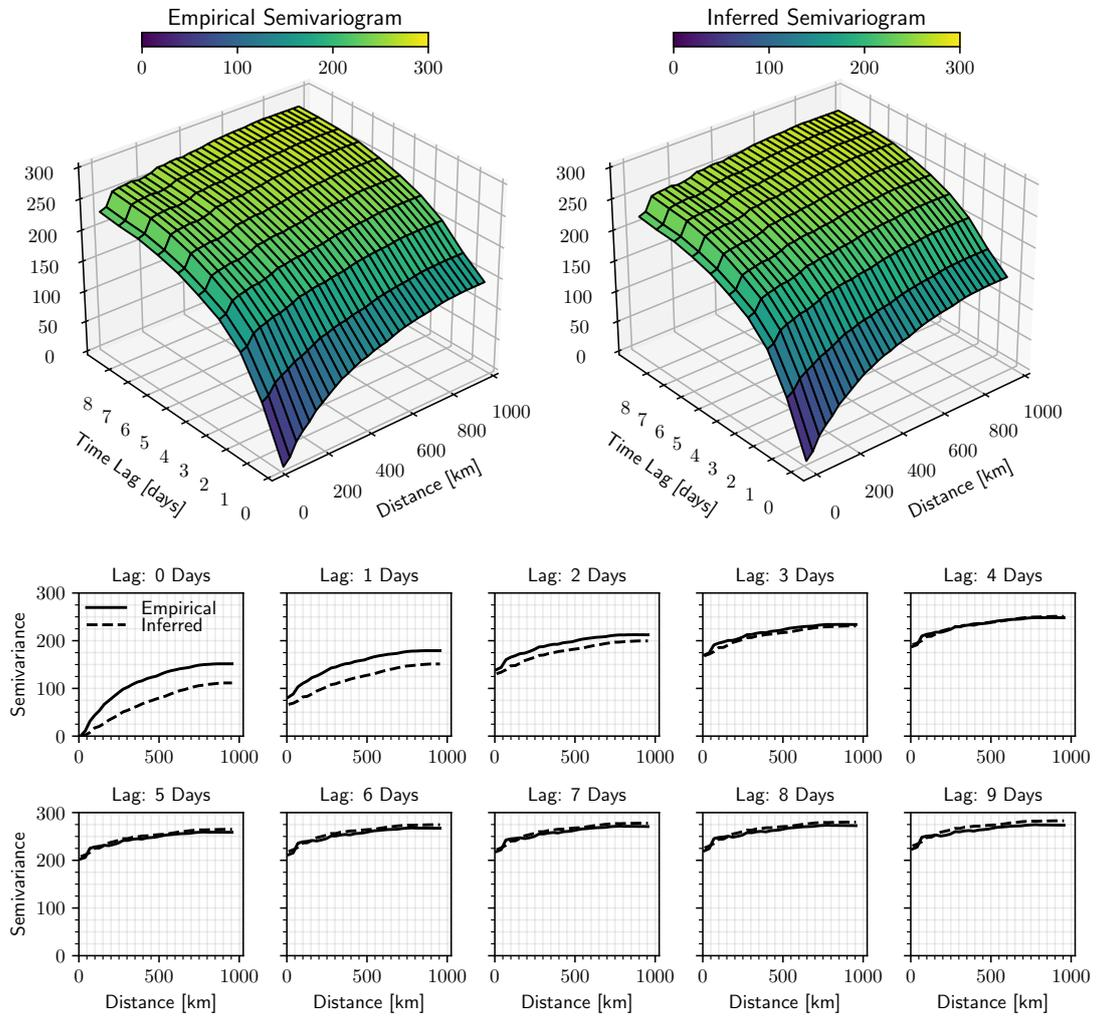 Empirical Semivariogram
0 100 200 300
300
250
200
150
100
50
0
8 7 6 5 4 3 2 1 0
Time Lag [days]
0 200 400 600 800 1000
Distance [km]
Inferred Semivariogram
0 100 200 300
300
250
200
150
100
50
0
8 7 6 5 4 3 2 1 0
Time Lag [days]
0 200 400 600 800 1000
Distance [km]
Lag: 0 Days
Empirical
Inferred
Semivariance
300
200
100
0
0 500 1000
Lag: 1 Days
0 500 1000
Lag: 2 Days
0 500 1000
Lag: 3 Days
0 500 1000
Lag: 4 Days
0 500 1000
Lag: 5 Days
Semivariance
300
200
100
0
0 500 1000
Distance [km]
Lag: 6 Days
0 500 1000
Distance [km]
Lag: 7 Days
0 500 1000
Distance [km]
Lag: 8 Days
0 500 1000
Distance [km]
Lag: 9 Days
0 500 1000
Distance [km]